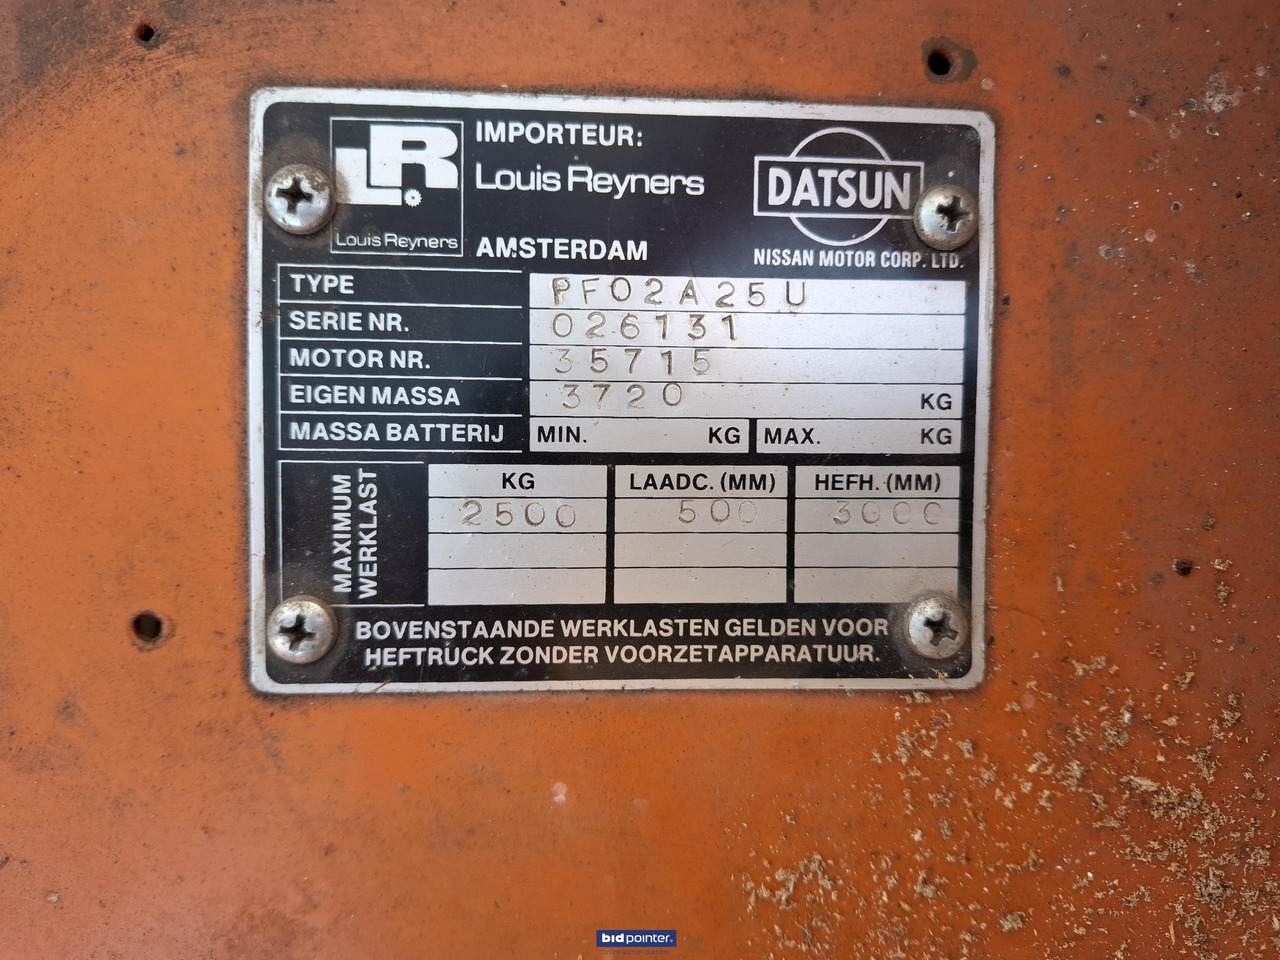 LR
Louis Reyners
IMPORTEUR:
Louis Reyners
AMSTERDAM
DATSUN
NISSAN MOTOR CORP. LTD.
TYPE PF02A25U
SERIE NR. 026131
MOTOR NR. 35715
EIGEN MASSA 3720 KG
MASSA BATTERIJ MIN. KG MAX. KG
MAXIMUM
WERKLAST
KG LAADC. (MM) HEFH. (MM)
2500 500 3000
BOVENSTAANDE WERKLASTEN GELDEN VOOR
HEFTRUCK ZONDER VOORZETAPPARATUUR.
bidpointer